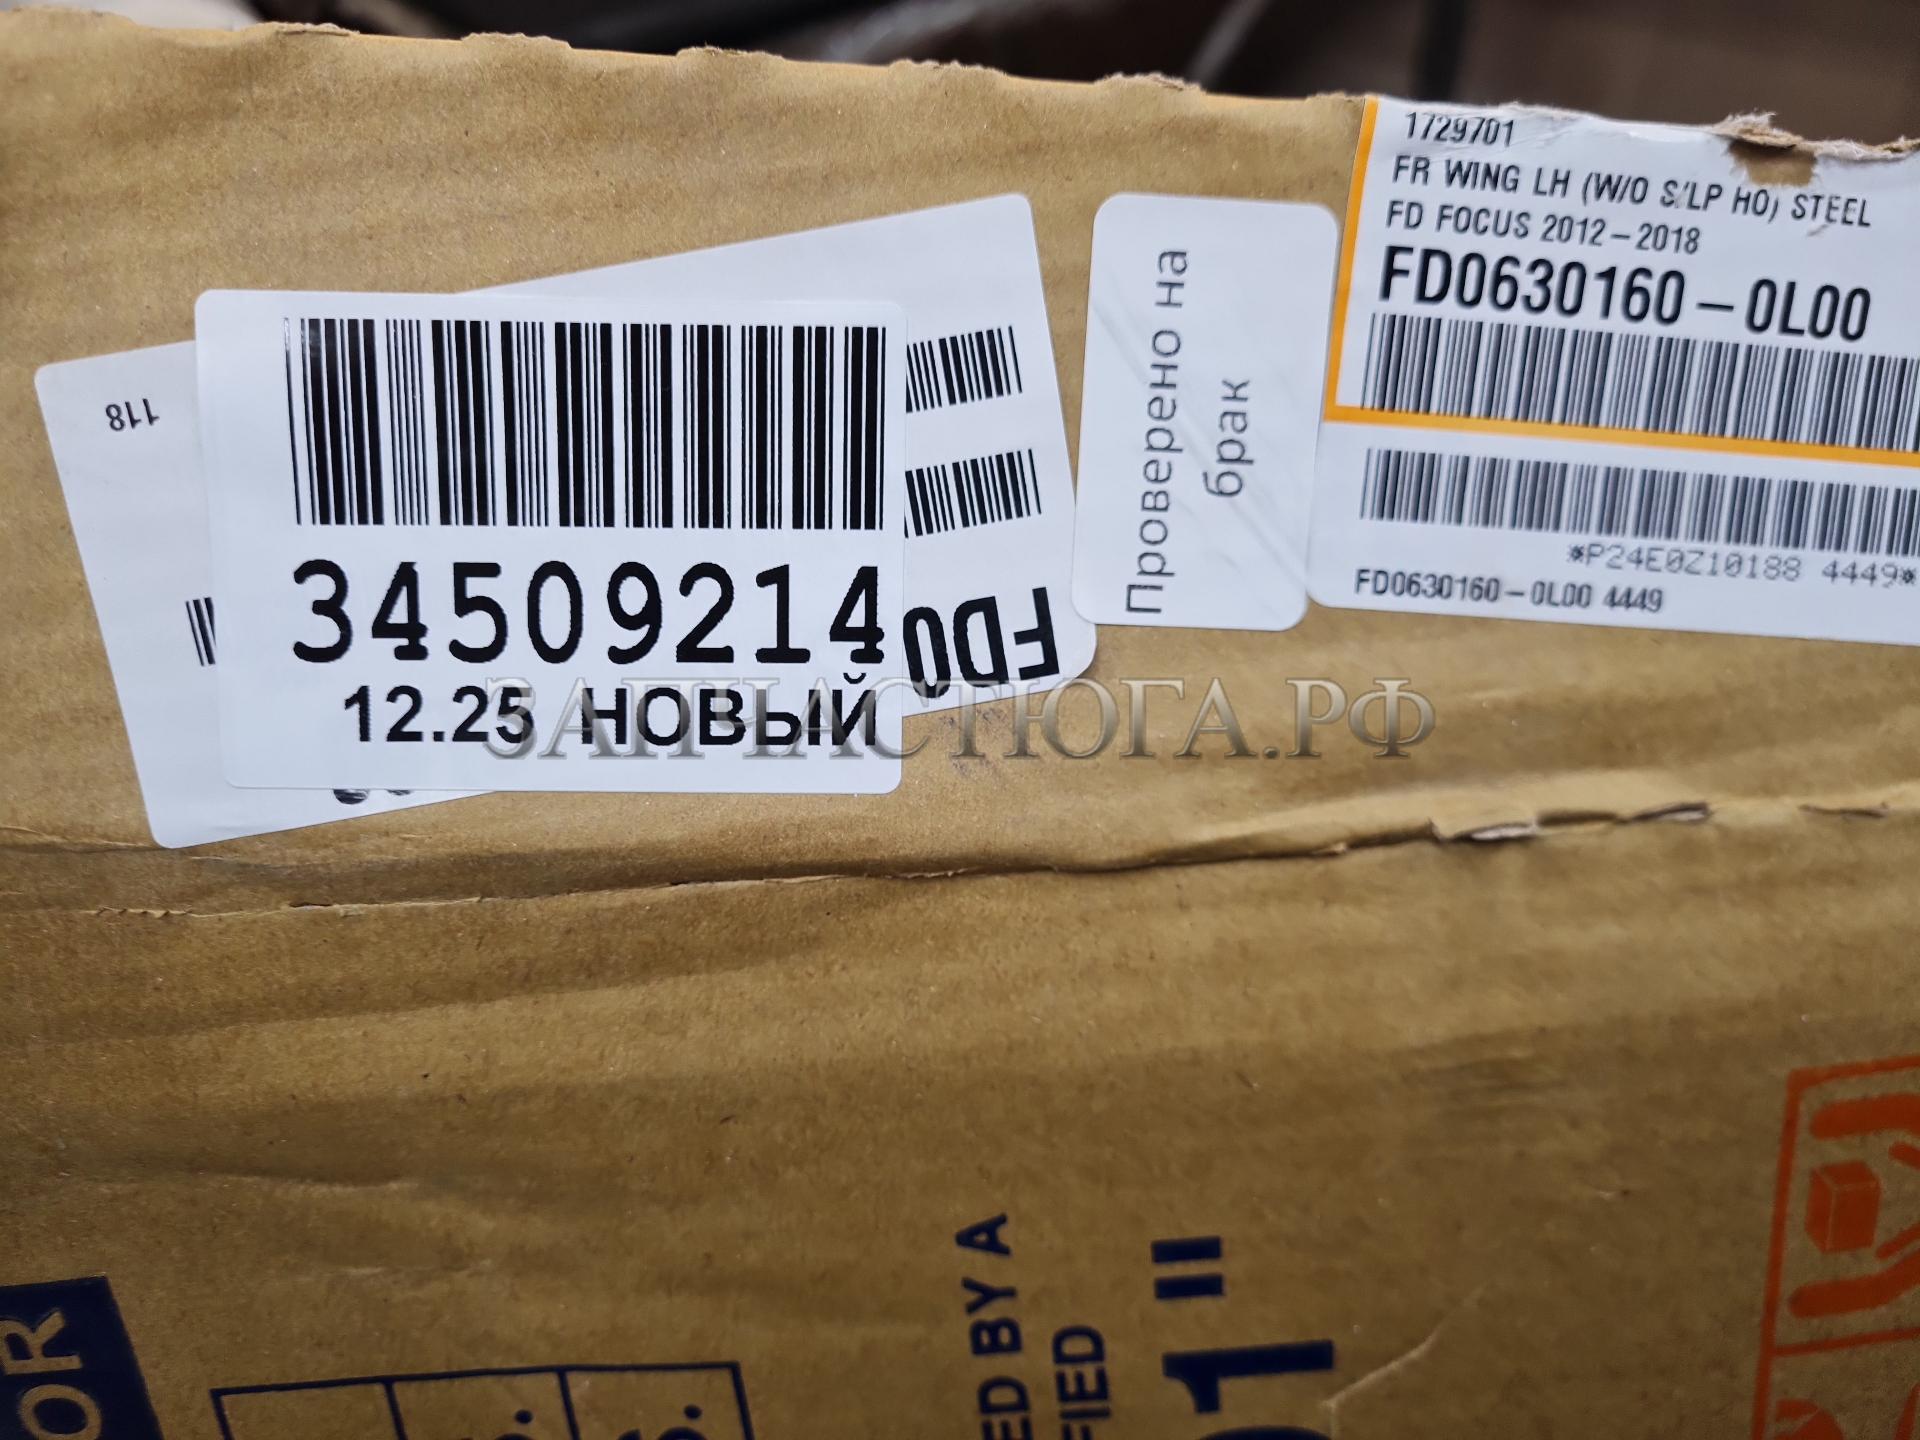 1729701
FR WING LH (W/O S/LP HO) STEEL
FD FOCUS 2012-2018
FD0630160-0L00
*P24E0Z10188 4449*
FD0630160-0L00 4449
Проверено на
брак
118
FD0
34509214
12.25 НОВЫЙ
ЗАПЧАСТЮГА.РФ
ED BY A
FIED
01 "
OR